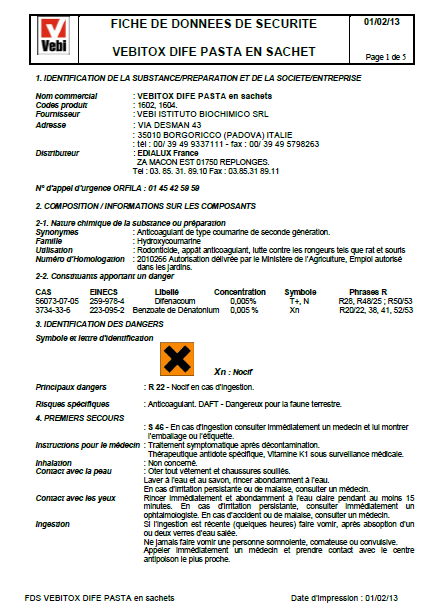 FICHE DE DONNEES DE SECURITE
01/02/13
Vebi
VEBITOX DIFE PASTA EN SACHET
Page 1 de 5
1. IDENTIFICATION DE LA SUBSTANCE/PREPARATION ET DE LA SOCIETE/ENTREPRISE
Nom commercial : VEBITOX DIFE PASTA en sachets
Codes produit : 1602, 1604.
Fournisseur : VEBI ISTITUTO BIOCHIMICO SRL
Adresse : VIA DESMAN 43
: 35010 BORGORICCO (PADOVA) ITALIE
: tél : 00/ 39 49 9337111 - fax : 00/ 39 49 5798263
Distributeur : EDIALUX France
ZA MACON EST 01750 REPLONGES.
Tel : 03. 85. 31. 89.10 Fax : 03.85.31 89.11
N° d'appel d'urgence ORFILA : 01 45 42 59 59
2. COMPOSITION / INFORMATIONS SUR LES COMPOSANTS
2-1. Nature chimique de la substance ou préparation
Synonymes : Anticoagulant de type coumarine de seconde génération.
Famille : Hydroxycoumarine
Utilisation : Rodonticide, appât anticoagulant, lutte contre les rongeurs tels que rat et souris
Numéro d'Homologation : 2010266 Autorisation délivrée par le Ministère de l'Agriculture, Emploi autorisé
dans les jardins.
2-2. Constituants apportant un danger
CAS EINECS Libellé Concentration Symbole Phrases R
56073-07-05 259-978-4 Difenacoum 0,005% T+, N R28, R48/25 ; R50/53
3734-33-6 223-095-2 Benzoate de Dénatonium 0,005 % Xn R20/22, 38, 41, 52/53
3. IDENTIFICATION DES DANGERS
Symbole et lettre d'identification
Xn : Nocif
Principaux dangers : R 22 - Nocif en cas d'ingestion.
Risques spécifiques : Anticoagulant. DAFT - Dangereux pour la faune terrestre.
4. PREMIERS SECOURS
: S 46 - En cas d'ingestion consulter immédiatement un medecin et lui montrer
l'emballage ou l'étiquette.
Instructions pour le médecin : Traitement symptomatique après décontamination.
Thérapeutique antidote spécifique, Vitamine K1 sous surveillance médicale.
Inhalation : Non concerné.
Contact avec la peau : Oter tout vêtement et chaussures souillés.
Laver à l'eau et au savon, rincer abondamment à l'eau.
En cas d'irritation persistante ou de malaise, consulter un médecin.
Contact avec les yeux Rincer immédiatement et abondamment à l'eau claire pendant au moins 15
minutes. En cas d'irritation persistante, consulter immédiatement un
ophtalmologiste. En cas d'accident ou de malaise, consulter un médecin.
Ingestion Si l'ingestion est récente (quelques heures) faire vomir, après absorption d'un
ou deux verres d'eau salée.
Ne jamais faire vomir une personne somnolente, comateuse ou convulsive.
Appeler immédiatement un médecin et prendre contact avec le centre
antipoison le plus proche.
FDS VEBITOX DIFE PASTA en sachets Date d'impression : 01/02/13